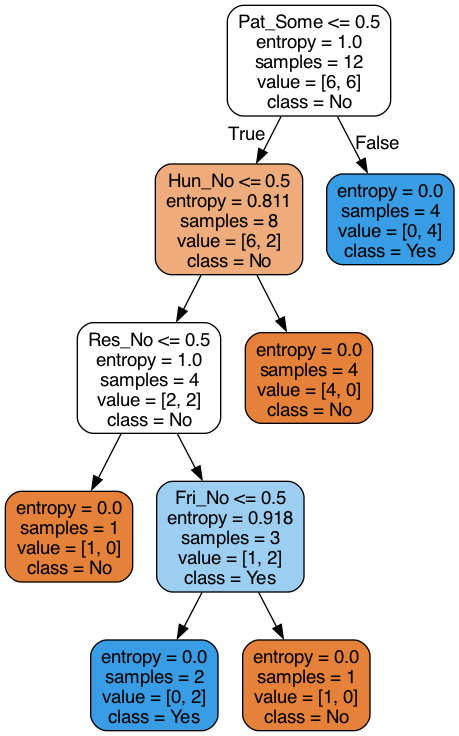 Pat_Some <= 0.5
entropy = 1.0
samples = 12
value = [6, 6]
class = No
True
False
Hun_No <= 0.5
entropy = 0.811
samples = 8
value = [6, 2]
class = No
entropy = 0.0
samples = 4
value = [0, 4]
class = Yes
Res_No <= 0.5
entropy = 1.0
samples = 4
value = [2, 2]
class = No
entropy = 0.0
samples = 4
value = [4, 0]
class = No
entropy = 0.0
samples = 1
value = [1, 0]
class = No
Fri_No <= 0.5
entropy = 0.918
samples = 3
value = [1, 2]
class = Yes
entropy = 0.0
samples = 2
value = [0, 2]
class = Yes
entropy = 0.0
samples = 1
value = [1, 0]
class = No